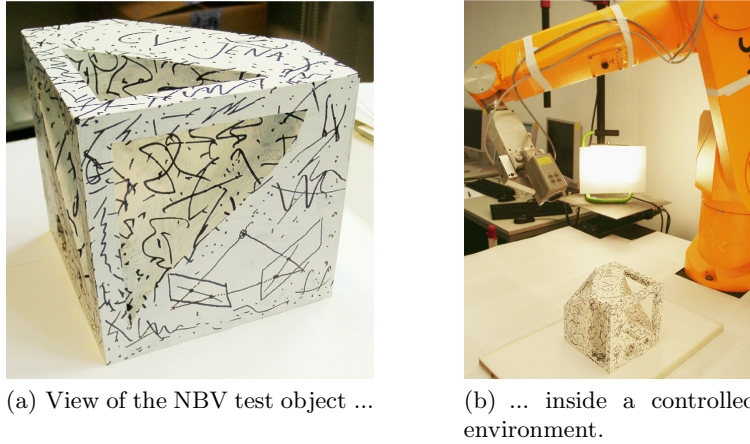 CV JENA
(a) View of the NBV test object ...
(b) ... inside a controlled
environment.